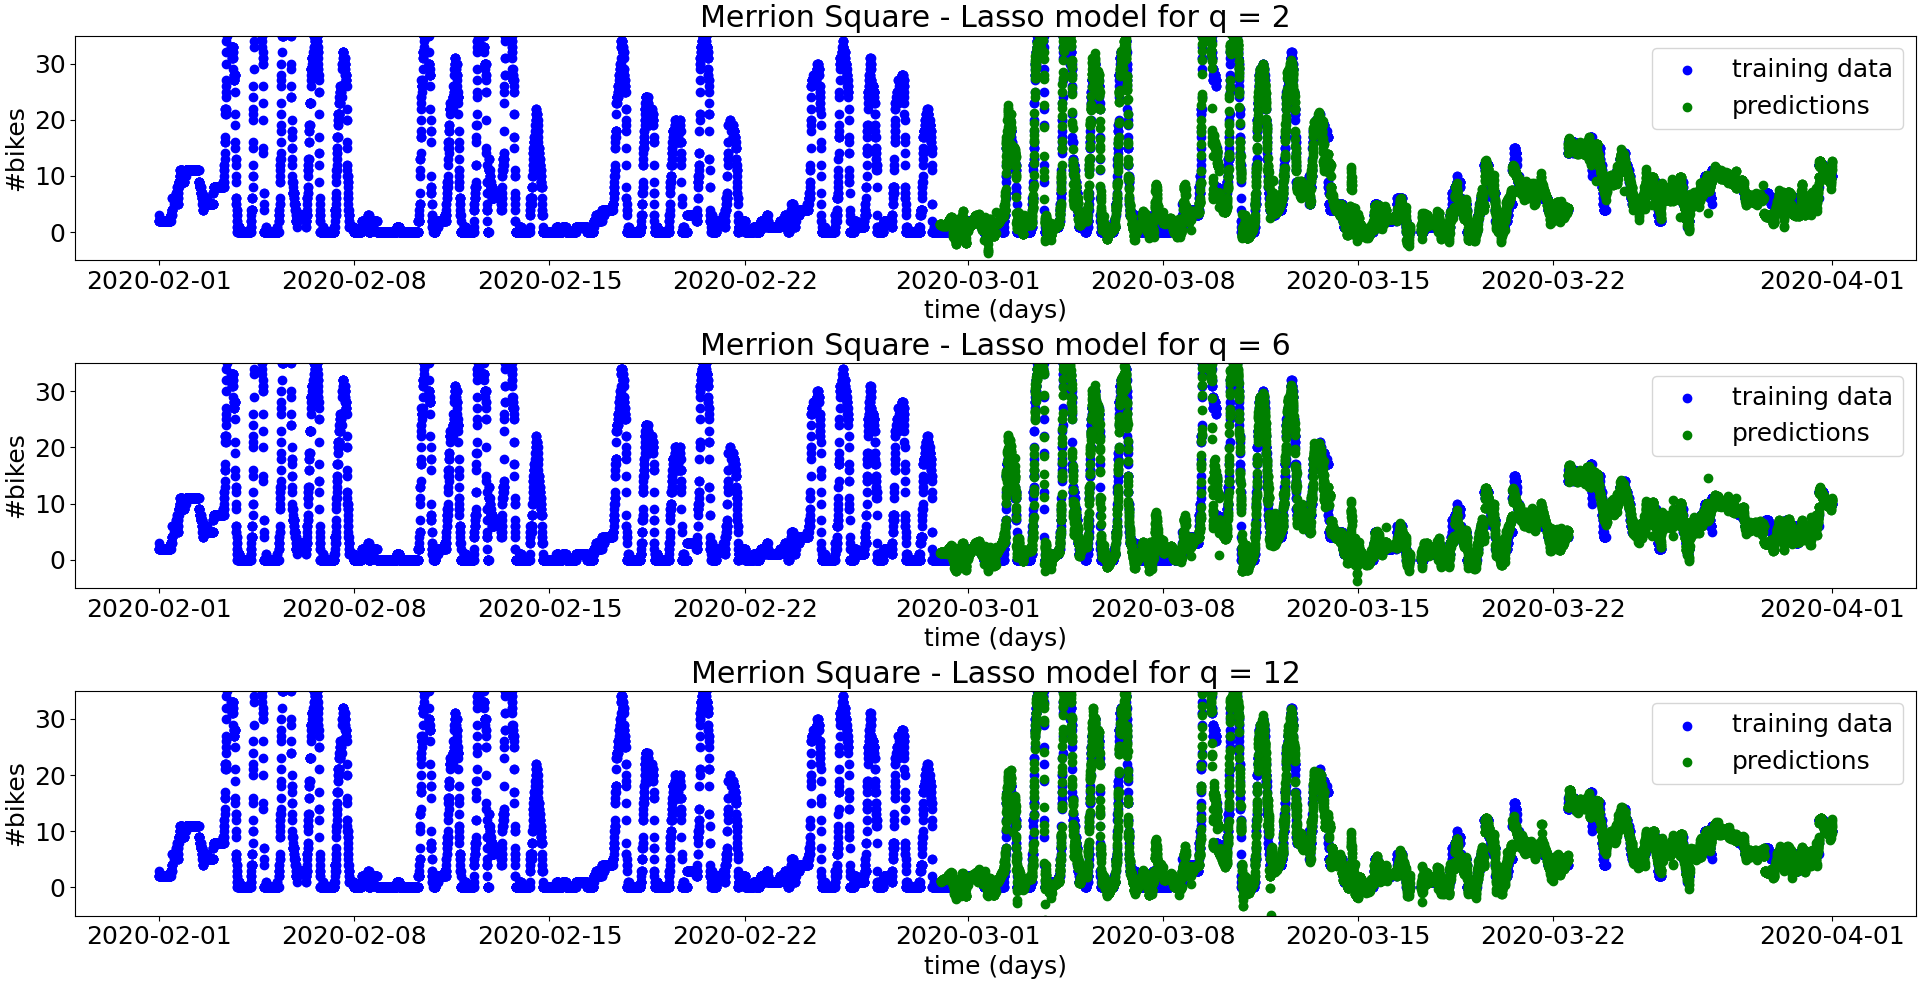 Merrion Square - Lasso model for q = 2
30
20
10
0
#bikes
training data
predictions
2020-02-01 2020-02-08 2020-02-15 2020-02-22 2020-03-01 2020-03-08 2020-03-15 2020-03-22 2020-04-01
time (days)
Merrion Square - Lasso model for q = 6
30
20
10
0
#bikes
training data
predictions
2020-02-01 2020-02-08 2020-02-15 2020-02-22 2020-03-01 2020-03-08 2020-03-15 2020-03-22 2020-04-01
time (days)
Merrion Square - Lasso model for q = 12
30
20
10
0
#bikes
training data
predictions
2020-02-01 2020-02-08 2020-02-15 2020-02-22 2020-03-01 2020-03-08 2020-03-15 2020-03-22 2020-04-01
time (days)